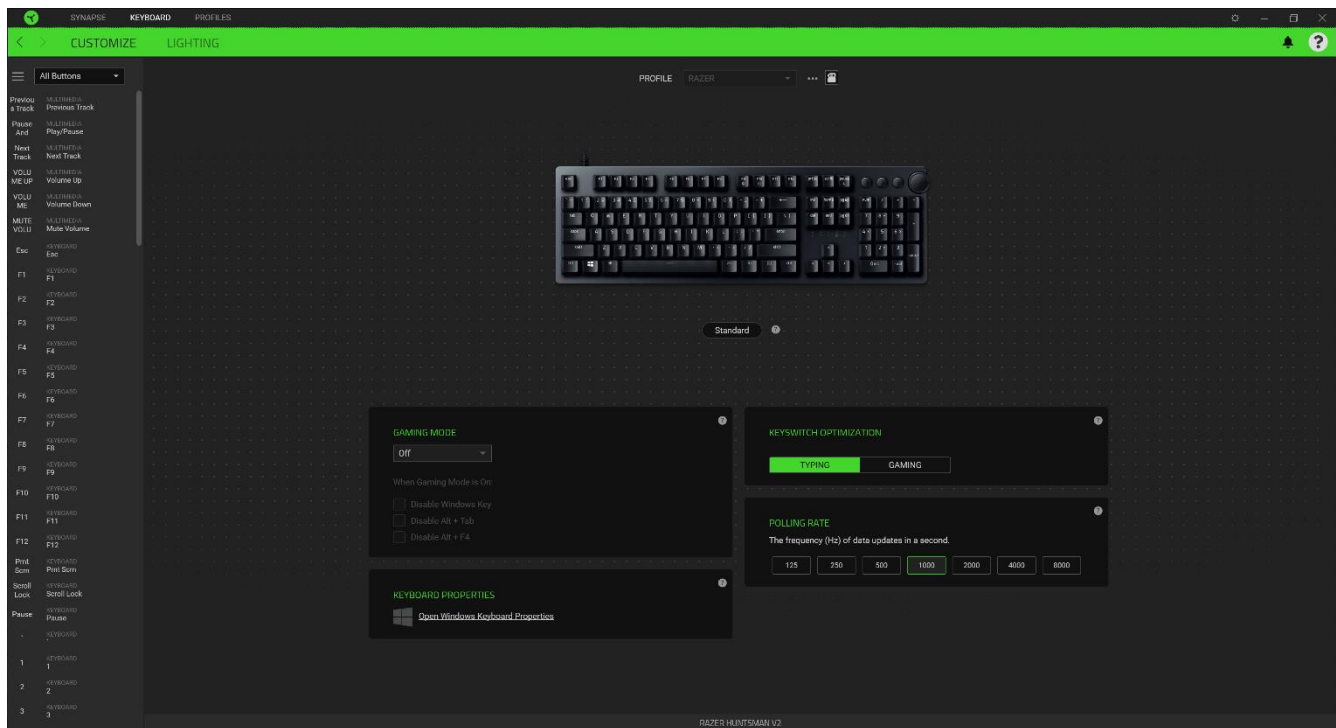 SYNAPSE KEYBOARD PROFILES
CUSTOMIZE LIGHTING
All Buttons
PROFILE RAZER
Previou MULTIMEDIA
s Track Previous Track
Pause MULTIMEDIA
And Play/Pause
Next MULTIMEDIA
Track Next Track
VOLU MULTIMEDIA
ME UP Volume Up
VOLU MULTIMEDIA
ME Volume Down
MUTE MULTIMEDIA
VOLU Mute Volume
Esc KEYBOARD
Esc
F1 KEYBOARD
F1
F2 KEYBOARD
F2
F3 KEYBOARD
F3
F4 KEYBOARD
F4
F5 KEYBOARD
F5
F6 KEYBOARD
F6
F7 KEYBOARD
F7
F8 KEYBOARD
F8
F9 KEYBOARD
F9
F10 KEYBOARD
F10
F11 KEYBOARD
F11
F12 KEYBOARD
F12
Prnt KEYBOARD
Scrn Prnt Scrn
Scroll KEYBOARD
Lock Scroll Lock
Pause KEYBOARD
Pause
` KEYBOARD
`
1 KEYBOARD
1
2 KEYBOARD
2
3 KEYBOARD
3
Standard ?
GAMING MODE
Off
When Gaming Mode is On:
Disable Windows Key
Disable Alt + Tab
Disable Alt + F4
KEYBOARD PROPERTIES
Open Windows Keyboard Properties
KEYSWITCH OPTIMIZATION
TYPING GAMING
POLLING RATE
The frequency (Hz) of data updates in a second.
125 250 500 1000 2000 4000 8000
RAZER HUNTSMAN V2